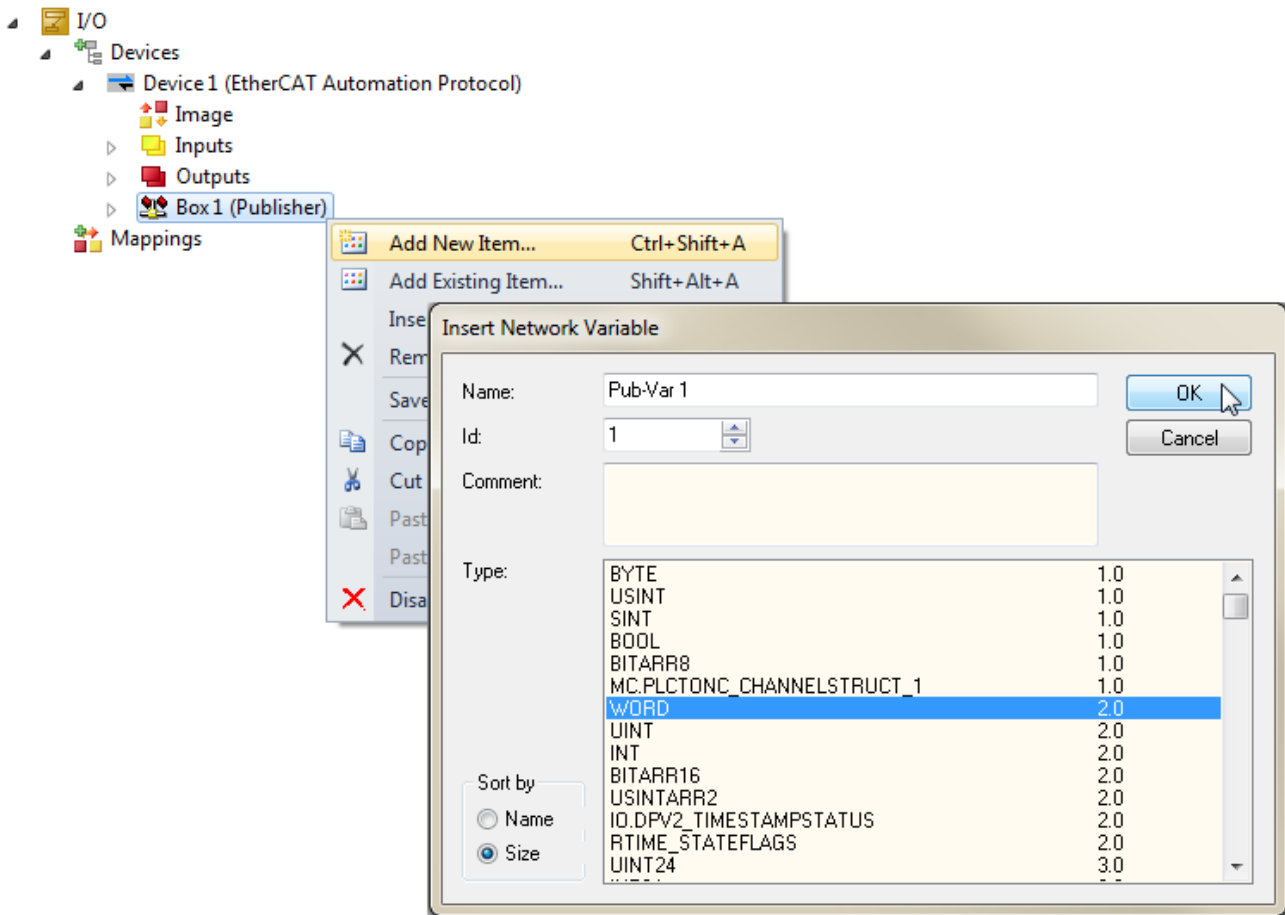 I/O
Devices
Device 1 (EtherCAT Automation Protocol)
Image
Inputs
Outputs
Box 1 (Publisher)
Mappings
Add New Item... Ctrl+Shift+A
Add Existing Item... Shift+Alt+A
Inse
Rem
Save
Cop
Cut
Past
Past
Disa
Insert Network Variable
Name: Pub-Var 1 OK
Id: 1 Cancel
Comment:
Type:
BYTE 1.0
USINT 1.0
SINT 1.0
BOOL 1.0
BITARR8 1.0
MC.PLCTONC_CHANNELSTRUCT_1 1.0
WORD 2.0
UINT 2.0
INT 2.0
BITARR16 2.0
USINTARR2 2.0
IO.DPV2_TIMESTAMPSTATUS 2.0
RTIME_STATEFLAGS 2.0
UINT24 3.0
Sort by
Name
Size